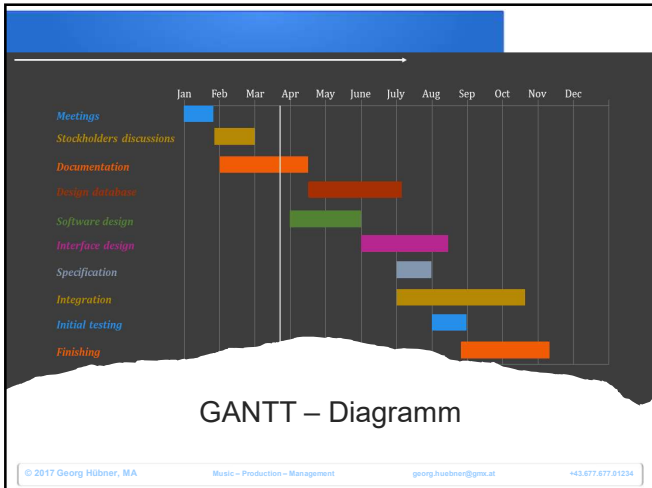 Jan Feb Mar Apr May June July Aug Sep Oct Nov Dec
Meetings
Stockholders discussions
Documentation
Design database
Software design
Interface design
Specification
Integration
Initial testing
Finishing
GANTT – Diagramm
© 2017 Georg Hübner, MA Music – Production – Management georg.huebner@gmx.at +43.677.677.01234